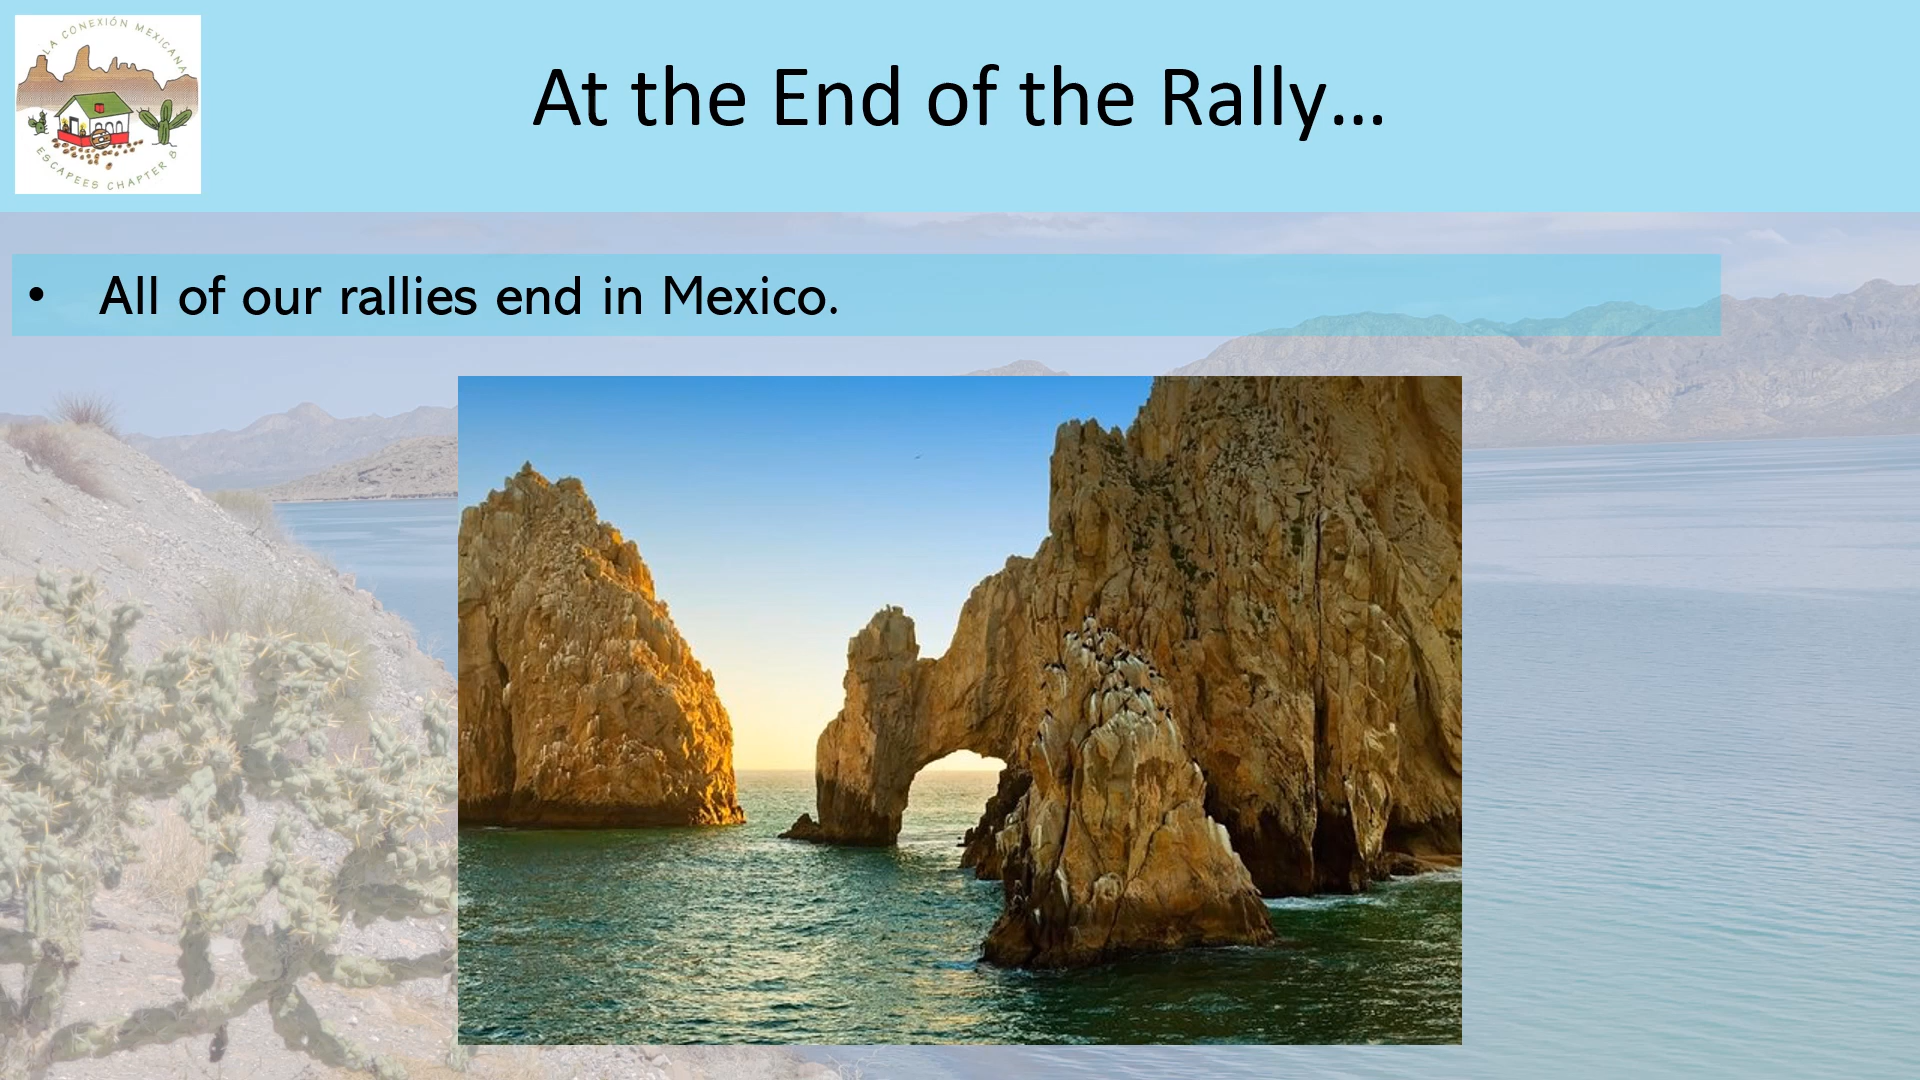 LA CONEXIÓN MEXICANA
ESCAPEES CHAPTER 8
At the End of the Rally...
• All of our rallies end in Mexico.